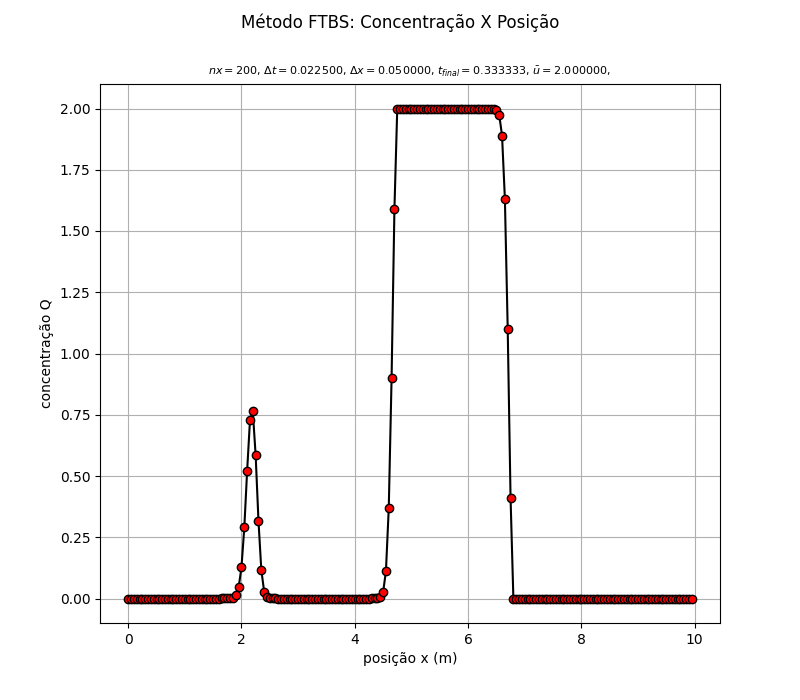 Método FTBS: Concentração X Posição
nx = 200, Δt = 0.022500, Δx = 0.050000, t_final = 0.333333, ū = 2.000000,
2.00
1.75
1.50
1.25
1.00
0.75
0.50
0.25
0.00
concentração Q
0 2 4 6 8 10
posição x (m)